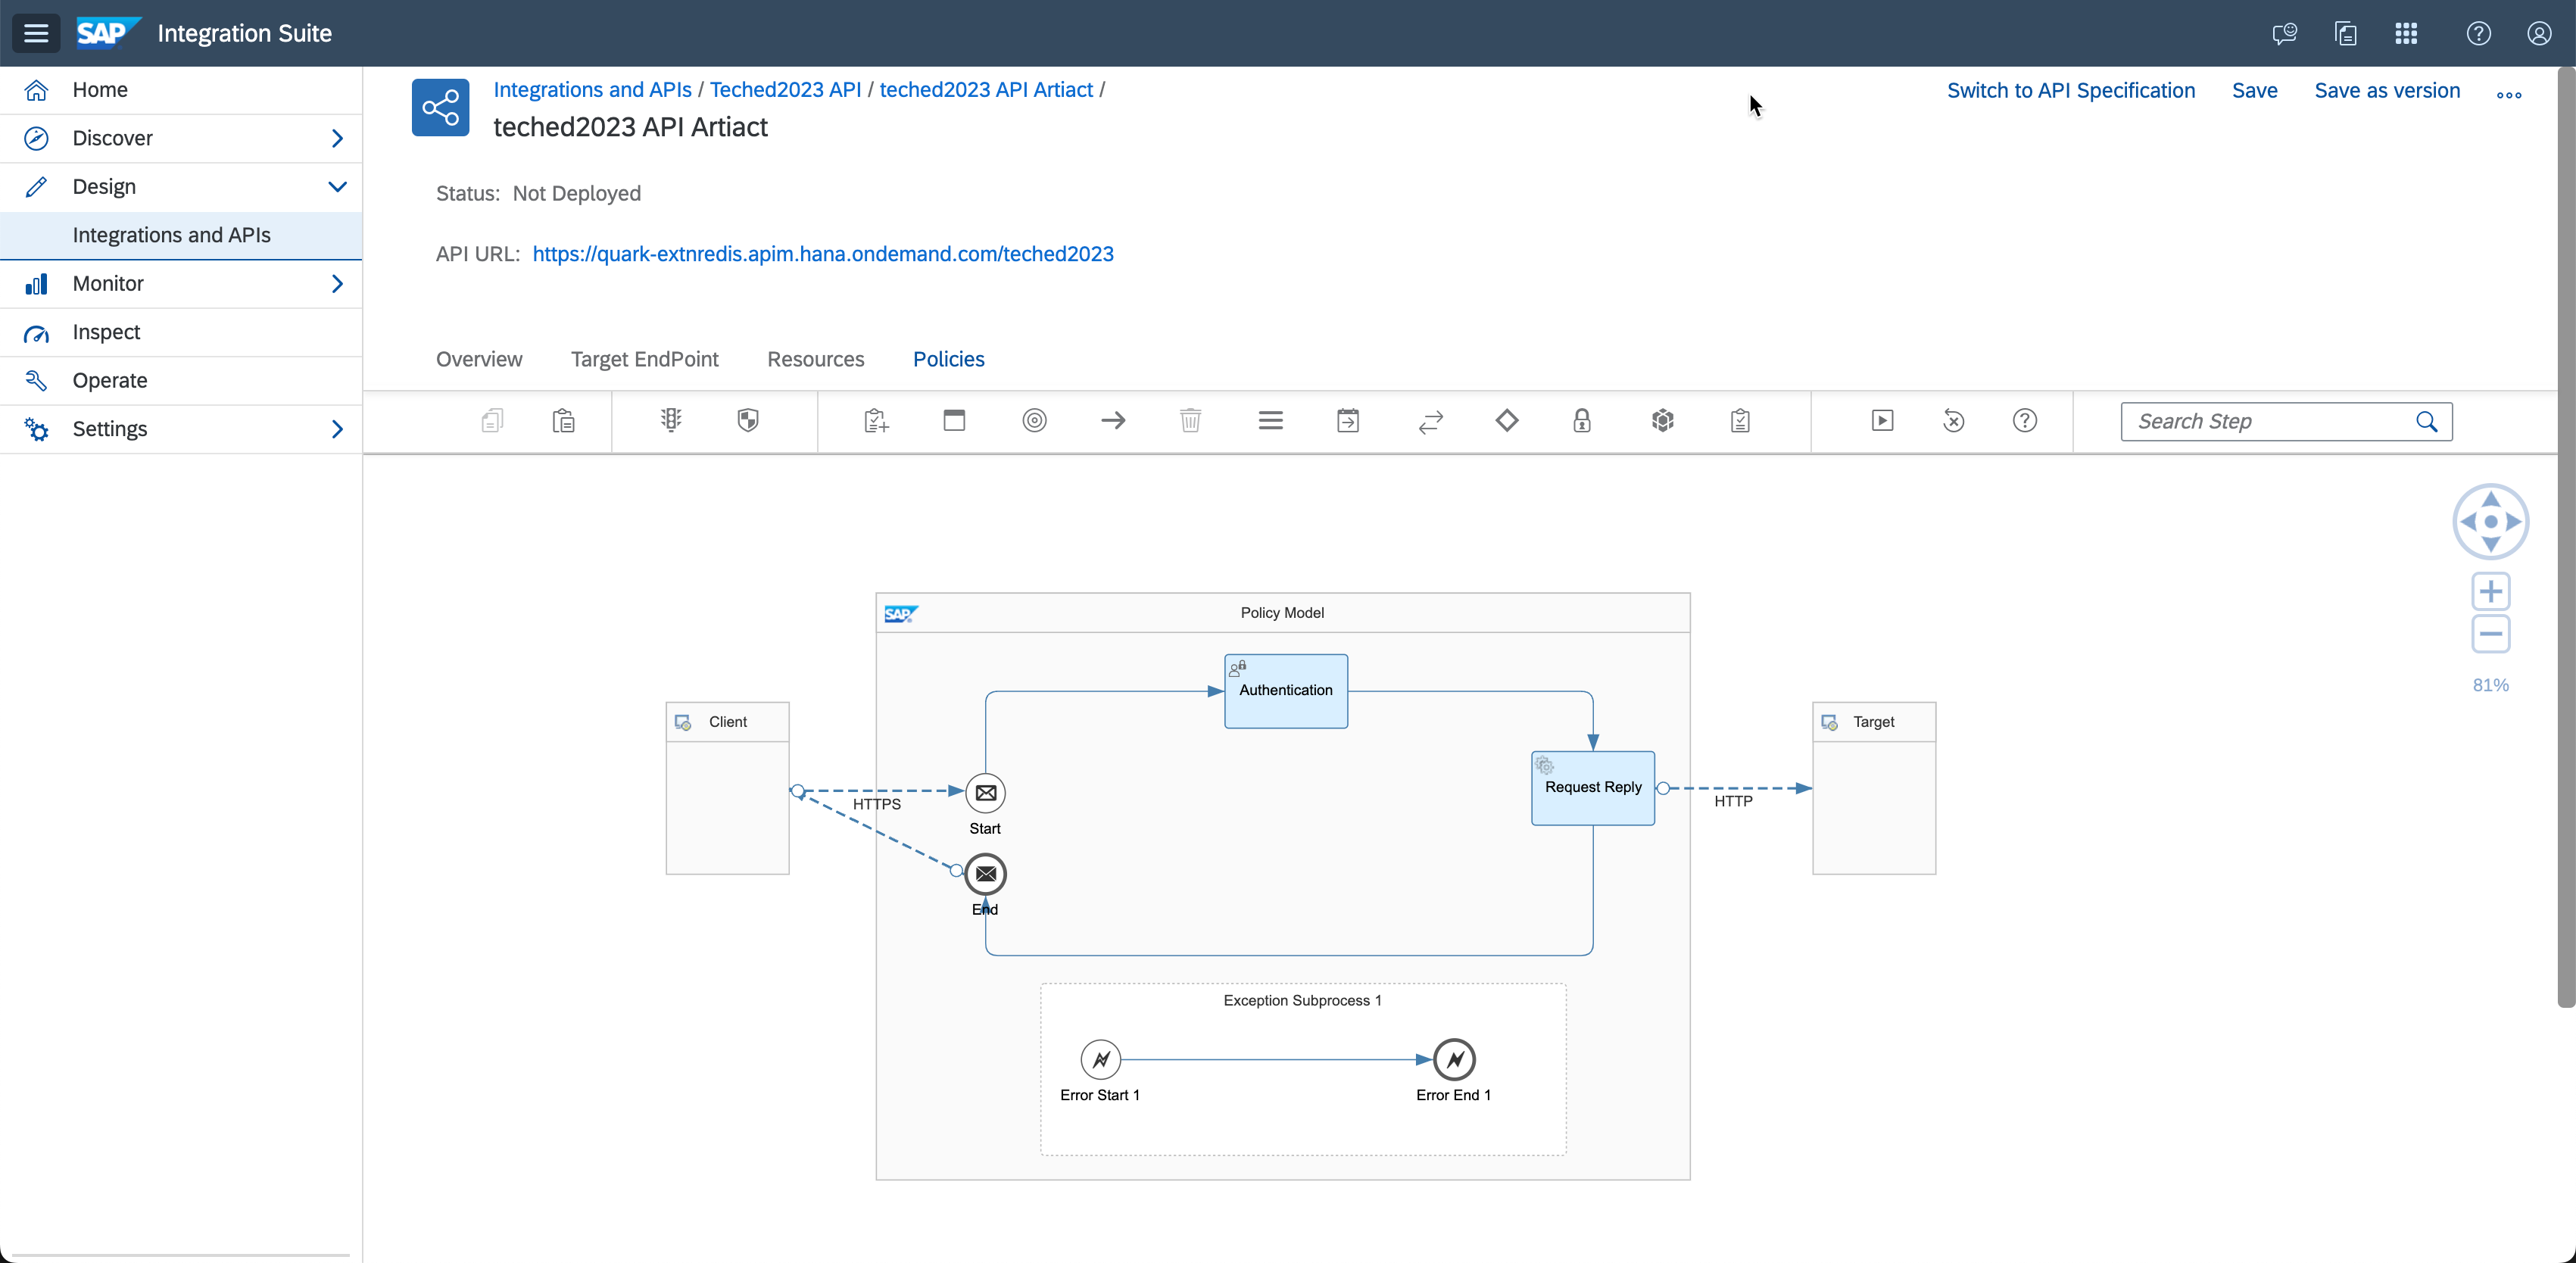 SAP Integration Suite
Home
Discover
Design
Integrations and APIs
Monitor
Inspect
Operate
Settings
Integrations and APIs / Teched2023 API / teched2023 API Artiact /
Switch to API Specification Save Save as version
teched2023 API Artiact
Status: Not Deployed
API URL: https://quark-extnredis.apim.hana.ondemand.com/teched2023
Overview Target EndPoint Resources Policies
Search Step
81%
SAP Policy Model
Authentication
Client
Target
Request Reply
HTTPS
HTTP
Start
End
Exception Subprocess 1
Error Start 1
Error End 1